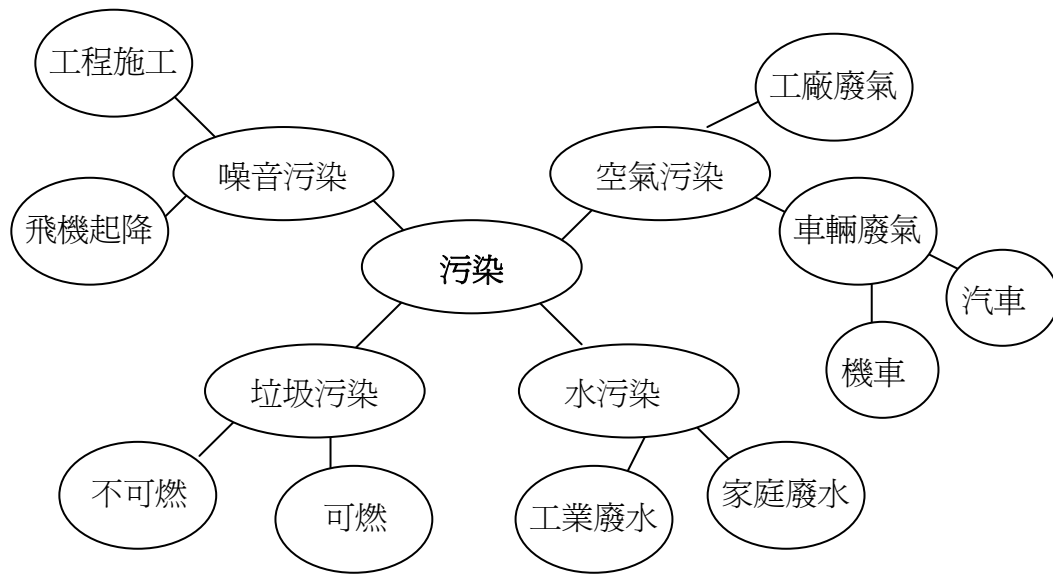 工程施工
工廠廢氣
噪音污染
空氣污染
飛機起降
車輛廢氣
污染
汽車
機車
垃圾污染
水污染
不可燃
可燃
工業廢水
家庭廢水